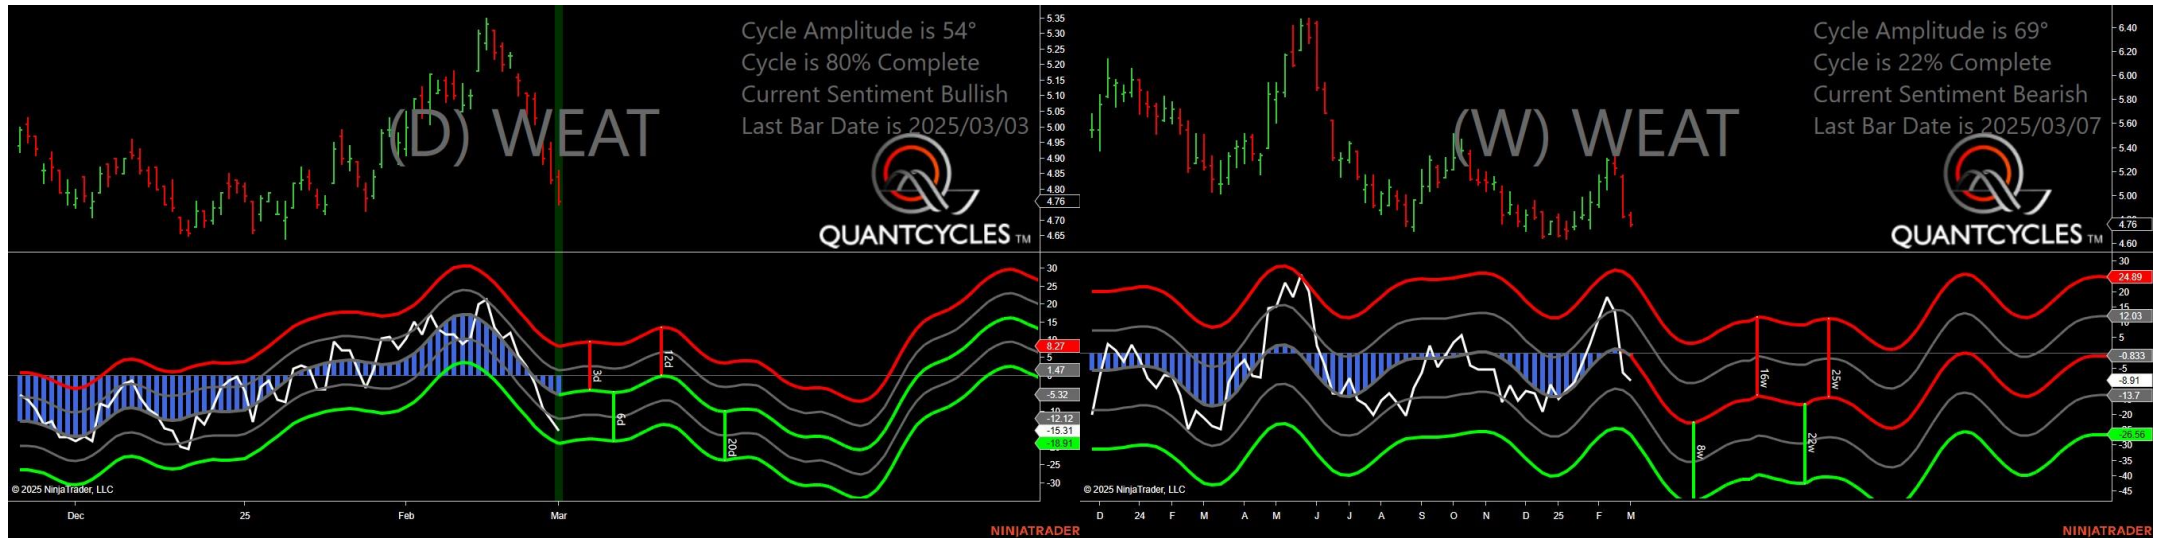 Cycle Amplitude is 54°
Cycle is 80% Complete
Current Sentiment Bullish
Last Bar Date is 2025/03/03
(D) WEAT
QUANTCYCLES TM
5.35
5.30
5.25
5.20
5.15
5.10
5.05
5.00
4.95
4.90
4.85
4.80
4.76
4.70
4.65
30
25
20
15
8.27
5
1.47
-5.32
-12.12
-15.31
-18.91
-25
-30
3d
6d
12d
20d
© 2025 NinjaTrader, LLC
Dec
25
Feb
Mar
NINJATRADER
Cycle Amplitude is 69°
Cycle is 22% Complete
Current Sentiment Bearish
Last Bar Date is 2025/03/07
(W) WEAT
QUANTCYCLES TM
6.40
6.20
6.00
5.80
5.60
5.40
5.20
5.00
4.76
4.60
30
24.89
20
15
12.03
5
-0.833
-5
-8.91
-13.7
-20
-26.56
-30
-35
-40
-45
8w
16w
22w
25w
© 2025 NinjaTrader, LLC
D
24
F
M
A
M
J
J
A
S
O
N
D
25
F
M
NINJATRADER